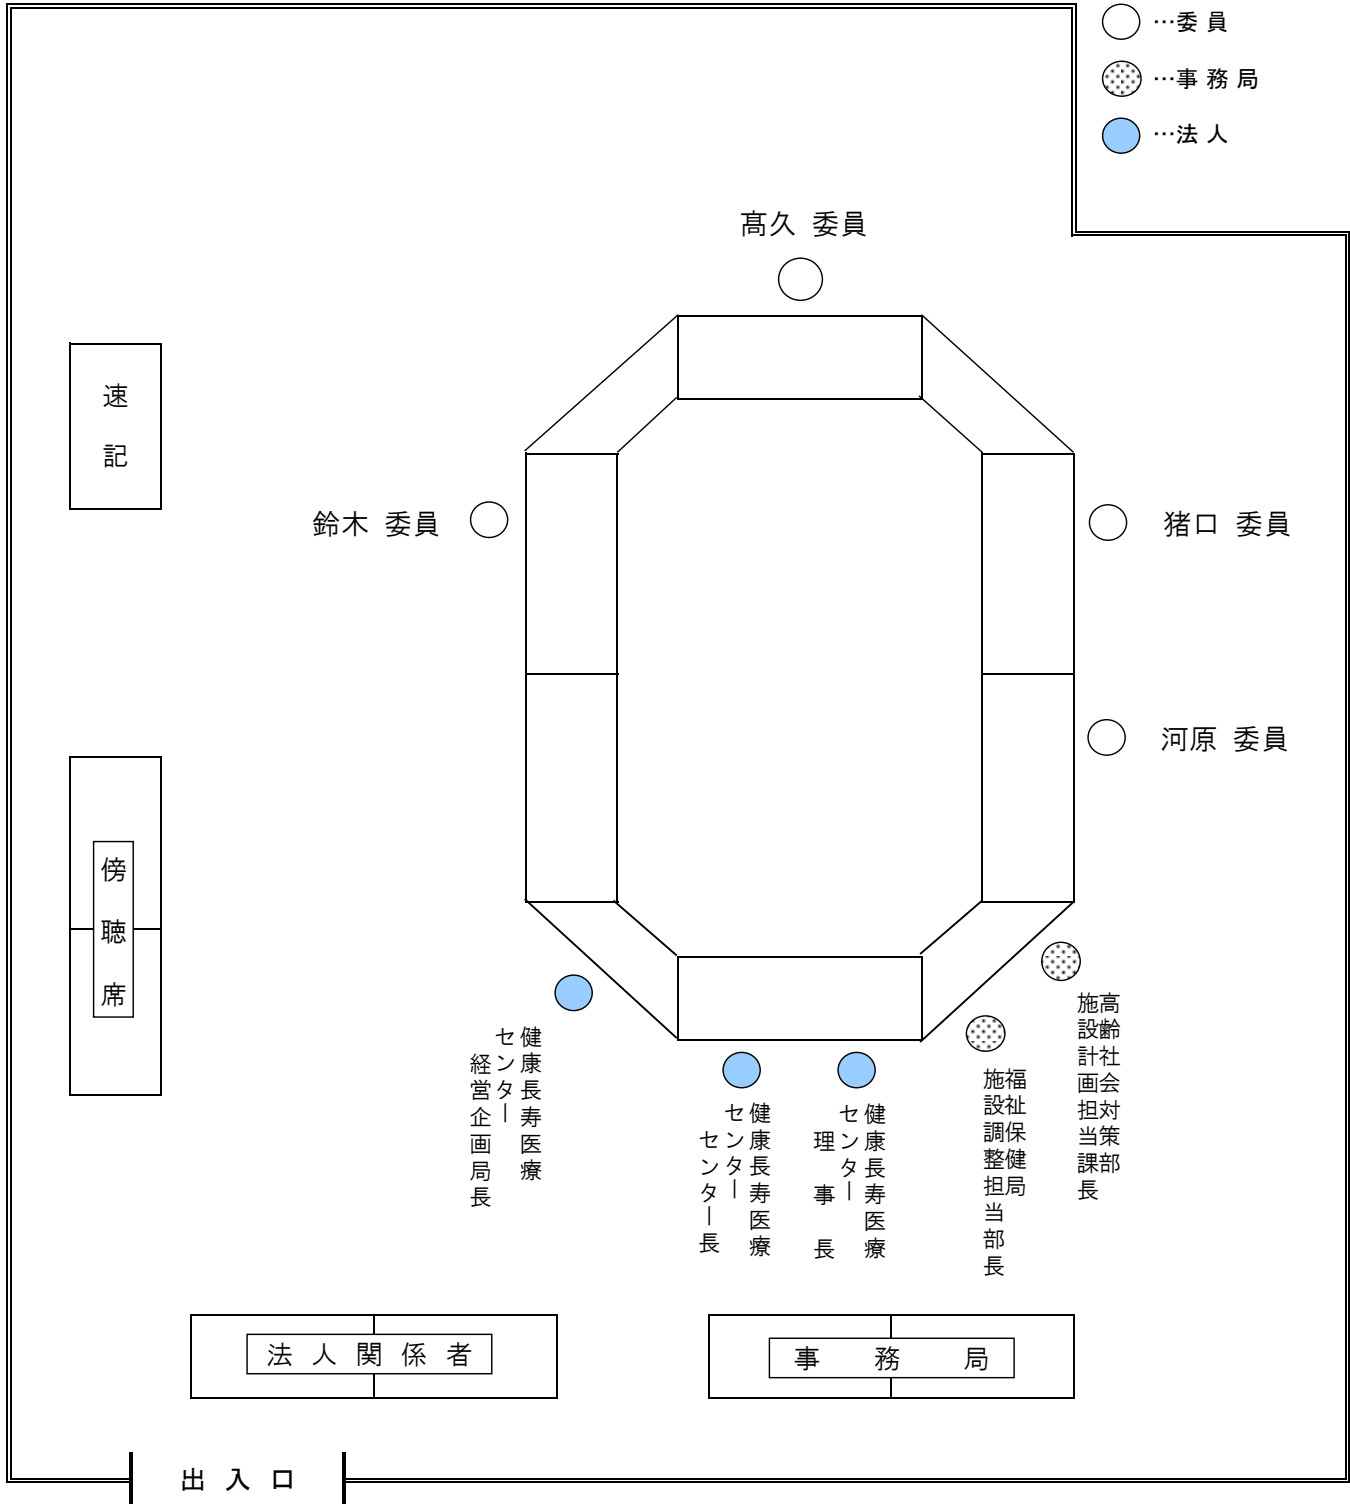 …委 員
…事 務 局
…法 人
髙久 委員
速記
鈴木 委員
猪口 委員
河原 委員
傍聴席
高齢社会対策部
施設計画担当課長
福祉保健局
施設調整担当部長
健康長寿医療
センター
理 事 長
健康長寿医療
センター
センター長
健康長寿医療
センター
経営企画局長
法 人 関 係 者
事 務 局
出 入 口